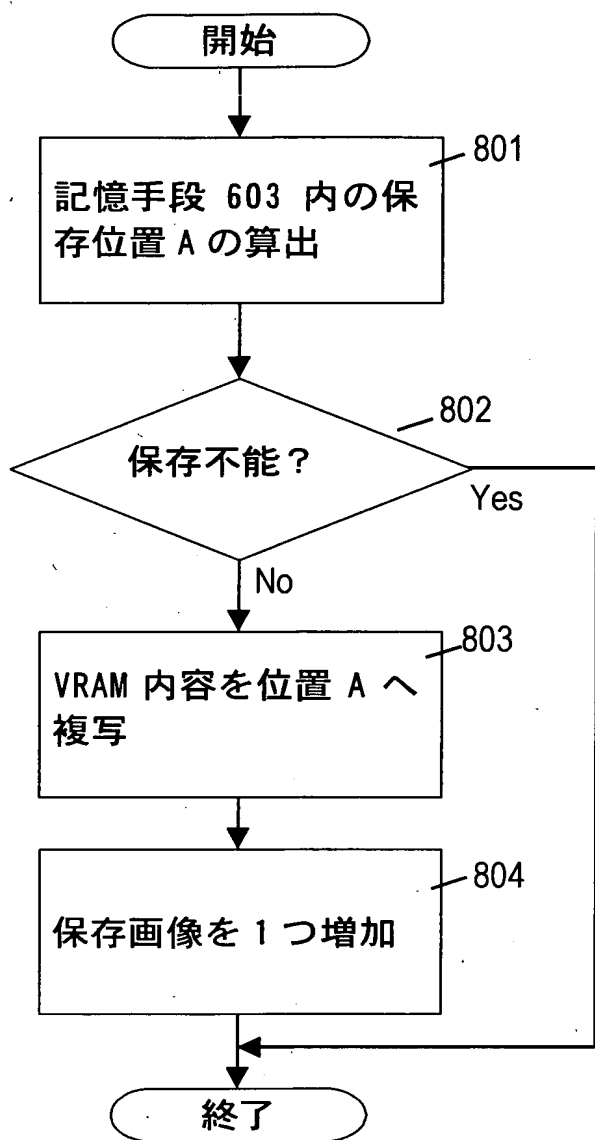 開始
801
記憶手段 603 内の保
存位置 A の算出
802
保存不能？
Yes
No
803
VRAM 内容を位置 A へ
複写
804
保存画像を 1 つ増加
終了